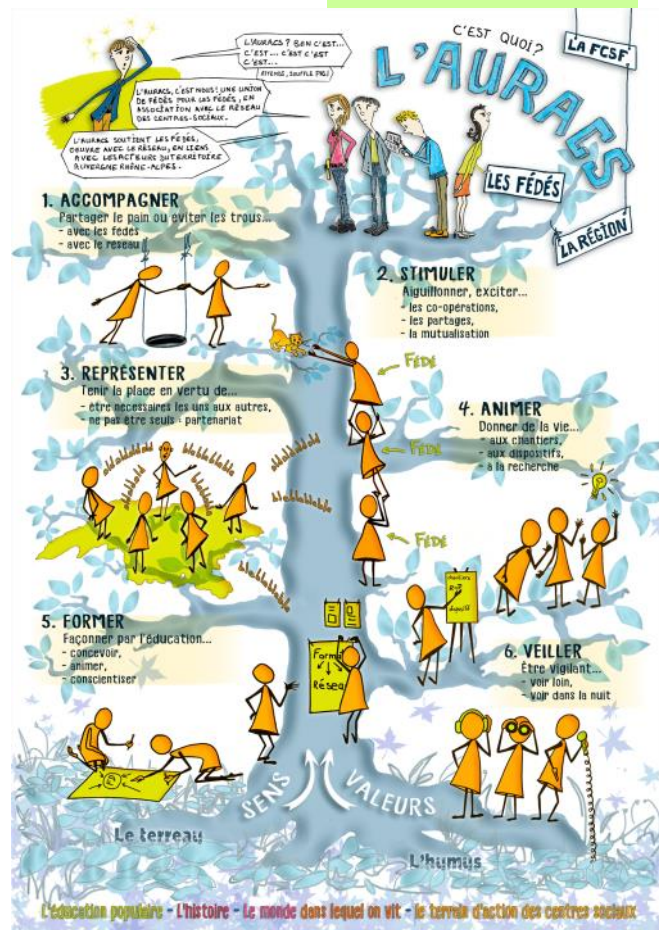 L'AURACS ? BEN C'EST...
C'EST... C'EST C'EST
C'EST...
(ATTENDS, SOUFFLE PAS!)
L'AURACS, C'EST NOUS! UNE UNION
DE FÉDÉS POUR LES FÉDÉS, EN
ASSOCIATION AVEC LE RÉSEAU
DES CENTRES-SOCIAUX.
L'AURACS SOUTIENT LES FÉDÉS,
OEUVRE AVEC LE RÉSEAU, EN LIENS
AVEC LES ACTEURS DU TERRITOIRE
AUVERGNE RHÔNE-ALPES.
C'EST QUOI?
L'AURACS
LA FCSF
LES FÉDÉS
LA RÉGION
1. ACCOMPAGNER
Partager le pain ou éviter les trous...
- avec les fédés
- avec le réseau
2. STIMULER
Aiguillonner, exciter...
- les co-opérations,
- les partages,
- la mutualisation
FÉDÉ
3. REPRÉSENTER
Tenir la place en vertu de...
- être nécessaires les uns aux autres,
- ne pas être seuls : partenariat
4. ANIMER
Donner de la vie...
- aux chantiers,
- aux dispositifs,
- à la recherche
FÉDÉ
blablablabla
blablablabla
blablablabla
blablablabla
FÉDÉ
5. FORMER
Façonner par l'éducation...
- concevoir,
- animer,
- conscientiser
Forma
Résea
6. VEILLER
Être vigilant...
- voir loin,
- voir dans la nuit
SENS
VALEURS
Le terreau
L'humus
L'éducation populaire - L'histoire - Le monde dans lequel on vit - le terrain d'action des centres sociaux